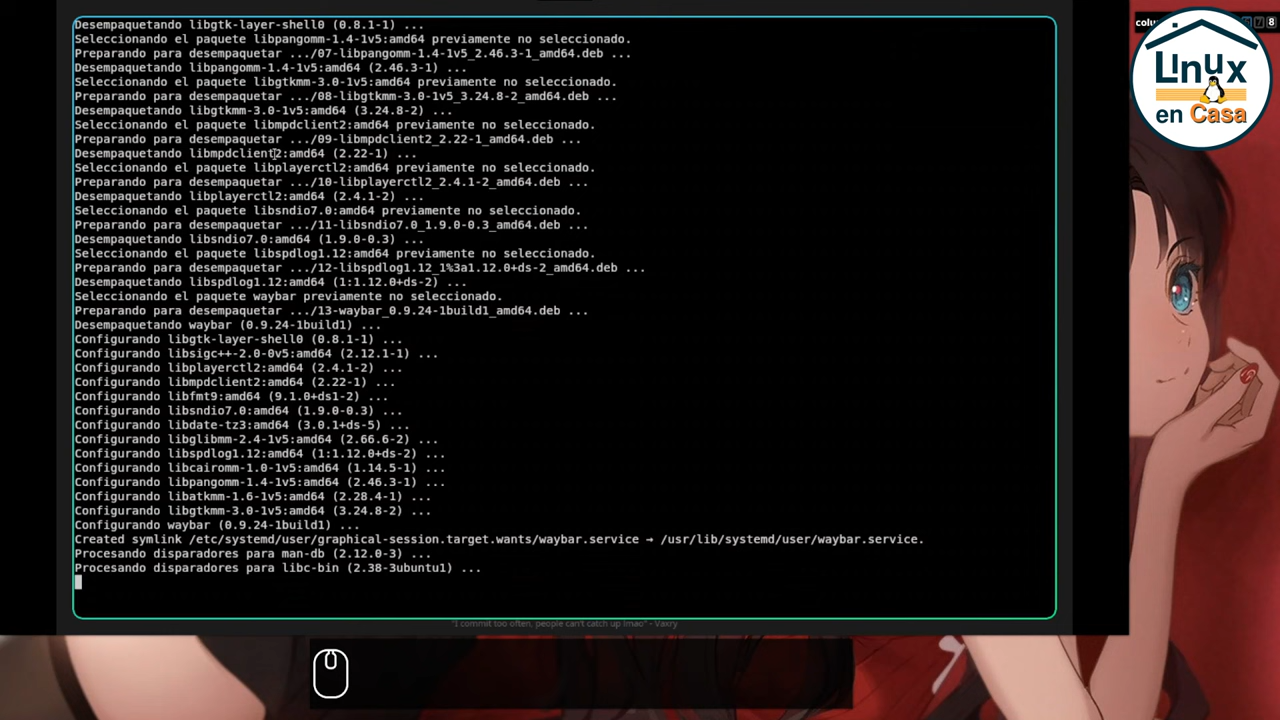 Desempaquetando libgtk-layer-shell0 (0.8.1-1) ...
Seleccionando el paquete libpangomm-1.4-1v5:amd64 previamente no seleccionado.
Preparando para desempaquetar .../07-libpangomm-1.4-1v5_2.46.3-1_amd64.deb ...
Desempaquetando libpangomm-1.4-1v5:amd64 (2.46.3-1) ...
Seleccionando el paquete libgtkmm-3.0-1v5:amd64 previamente no seleccionado.
Preparando para desempaquetar .../08-libgtkmm-3.0-1v5_3.24.8-2_amd64.deb ...
Desempaquetando libgtkmm-3.0-1v5:amd64 (3.24.8-2) ...
Seleccionando el paquete libmpdclient2:amd64 previamente no seleccionado.
Preparando para desempaquetar .../09-libmpdclient2_2.22-1_amd64.deb ...
Desempaquetando libmpdclient2:amd64 (2.22-1) ...
Seleccionando el paquete libplayerctl2:amd64 previamente no seleccionado.
Preparando para desempaquetar .../10-libplayerctl2_2.4.1-2_amd64.deb ...
Desempaquetando libplayerctl2:amd64 (2.4.1-2) ...
Seleccionando el paquete libsndio7.0:amd64 previamente no seleccionado.
Preparando para desempaquetar .../11-libsndio7.0_1.9.0-0.3_amd64.deb ...
Desempaquetando libsndio7.0:amd64 (1.9.0-0.3) ...
Seleccionando el paquete libspdlog1.12:amd64 previamente no seleccionado.
Preparando para desempaquetar .../12-libspdlog1.12_1%3a1.12.0+ds-2_amd64.deb ...
Desempaquetando libspdlog1.12:amd64 (1:1.12.0+ds-2) ...
Seleccionando el paquete waybar previamente no seleccionado.
Preparando para desempaquetar .../13-waybar_0.9.24-1build1_amd64.deb ...
Desempaquetando waybar (0.9.24-1build1) ...
Configurando libgtk-layer-shell0 (0.8.1-1) ...
Configurando libsigc++-2.0-0v5:amd64 (2.12.1-1) ...
Configurando libplayerctl2:amd64 (2.4.1-2) ...
Configurando libmpdclient2:amd64 (2.22-1) ...
Configurando libfmt9:amd64 (9.1.0+ds1-2) ...
Configurando libsndio7.0:amd64 (1.9.0-0.3) ...
Configurando libdate-tz3:amd64 (3.0.1+ds-5) ...
Configurando libglibmm-2.4-1v5:amd64 (2.66.6-2) ...
Configurando libspdlog1.12:amd64 (1:1.12.0+ds-2) ...
Configurando libcairomm-1.0-1v5:amd64 (1.14.5-1) ...
Configurando libpangomm-1.4-1v5:amd64 (2.46.3-1) ...
Configurando libatkmm-1.6-1v5:amd64 (2.28.4-1) ...
Configurando libgtkmm-3.0-1v5:amd64 (3.24.8-2) ...
Configurando waybar (0.9.24-1build1) ...
Created symlink /etc/systemd/user/graphical-session.target.wants/waybar.service → /usr/lib/systemd/user/waybar.service.
Procesando disparadores para man-db (2.12.0-3) ...
Procesando disparadores para libc-bin (2.38-3ubuntu1) ...
"I commit too often, people can't catch up lmao" - Vaxry
8
Linux
en Casa